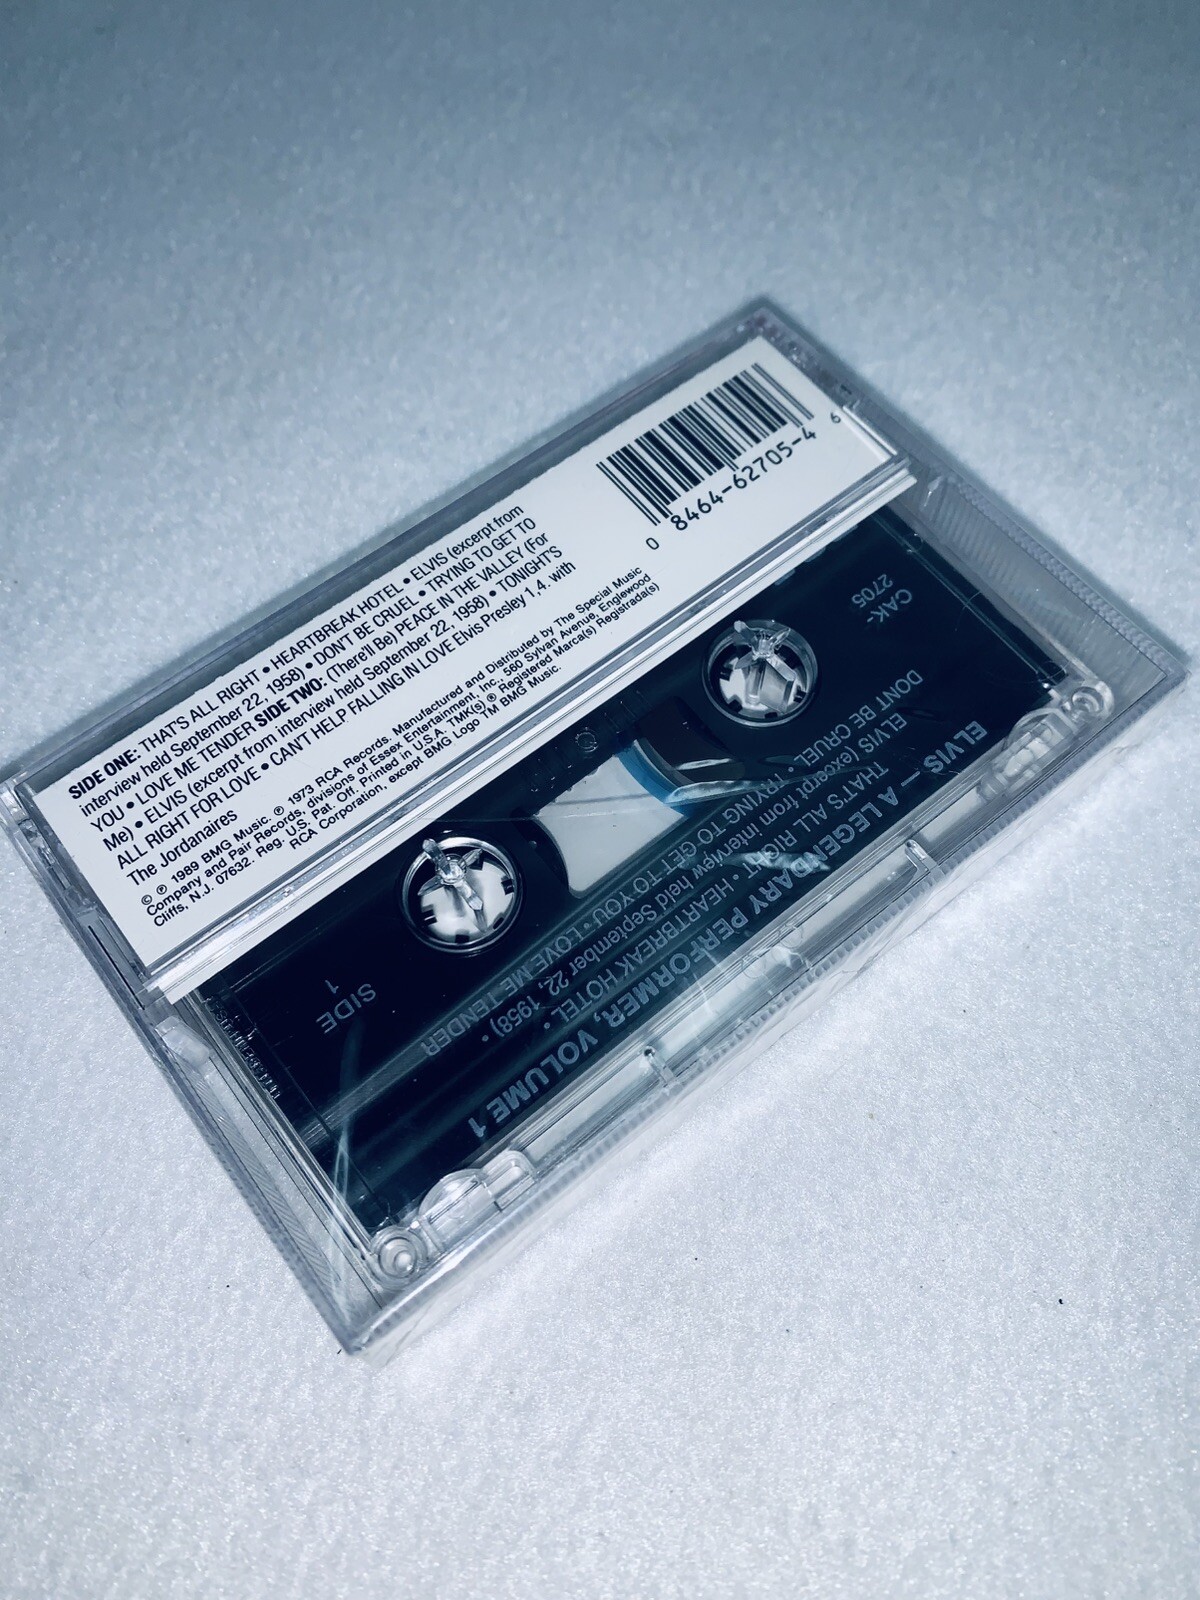 SIDE ONE: THAT'S ALL RIGHT • HEARTBREAK HOTEL • ELVIS (excerpt from
interview held September 22, 1958) • DON'T BE CRUEL • TRYING TO GET TO
YOU • LOVE ME TENDER SIDE TWO: (There'll Be) PEACE IN THE VALLEY (For
Me) • ELVIS (excerpt from interview held September 22, 1958) • TONIGHT'S
ALL RIGHT FOR LOVE • CAN'T HELP FALLING IN LOVE Elvis Presley 1,4. with
The Jordanaires
© ℗ 1989 BMG Music. ℗ 1973 RCA Records. Manufactured and Distributed by The Special Music
Company and Pair Records, divisions of Essex Entertainment, Inc., 560 Sylvan Avenue, Englewood
Cliffs, N.J. 07632. Reg. U.S. Pat. Off. Printed in U.S.A. TMK(s)® Registered Marca(s) Registrada(s)
RCA Corporation, except BMG Logo TM BMG Music.
0 8464-62705-4 6
ELVIS — A LEGENDARY PERFORMER, VOLUME 1
THAT'S ALL RIGHT • HEARTBREAK HOTEL •
ELVIS (excerpt from interview held September 22, 1958) •
DON'T BE CRUEL • TRYING TO GET TO YOU • LOVE ME TENDER
CAK-
2705
SIDE
1